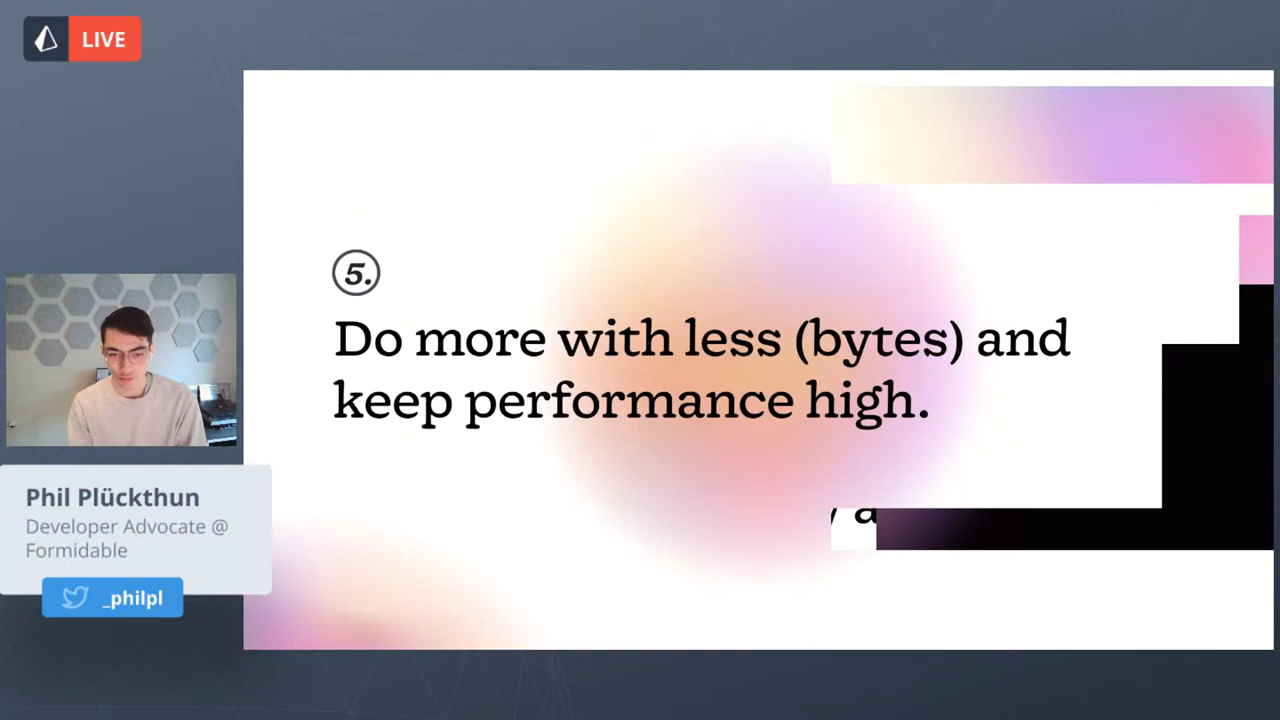 LIVE
5.
Do more with less (bytes) and
keep performance high.
Phil Plückthun
Developer Advocate @
Formidable
_philpl